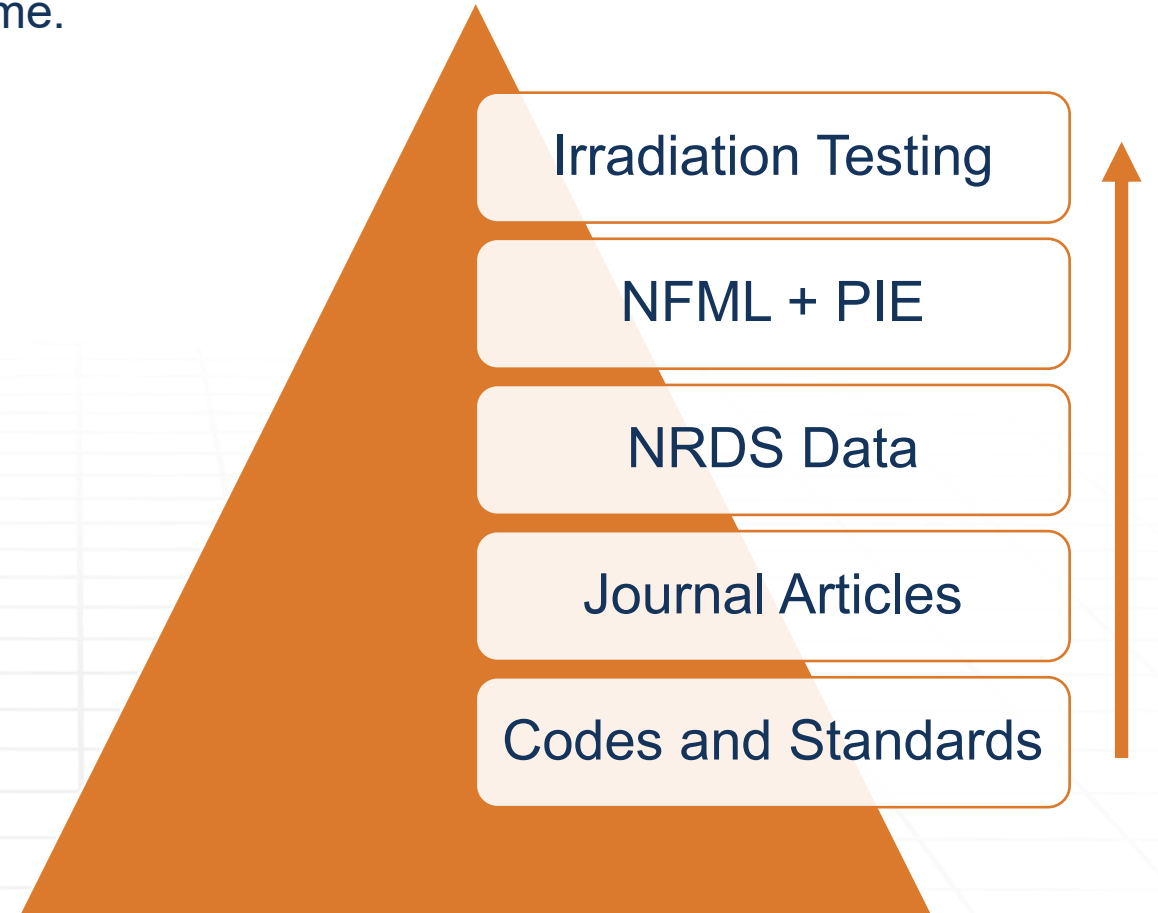 me.
Irradiation Testing
NFML + PIE
NRDS Data
Journal Articles
Codes and Standards